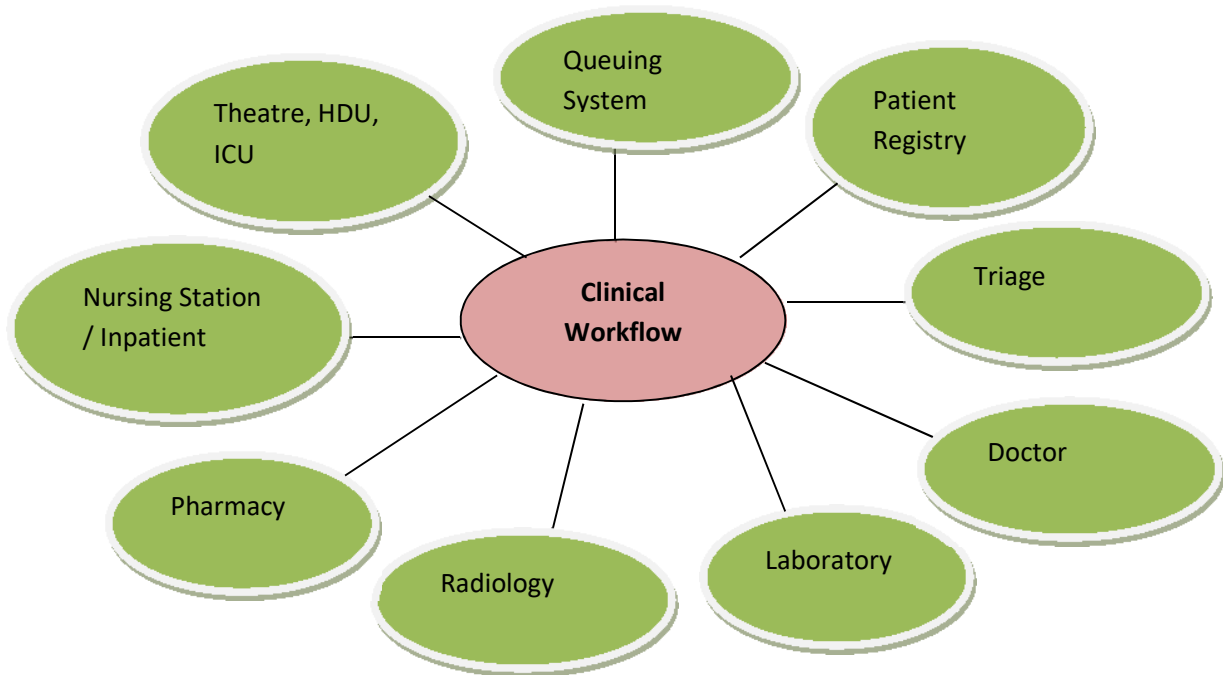 Queuing
System
Patient
Registry
Theatre, HDU,
ICU
Triage
Clinical
Workflow
Nursing Station
/ Inpatient
Doctor
Pharmacy
Laboratory
Radiology